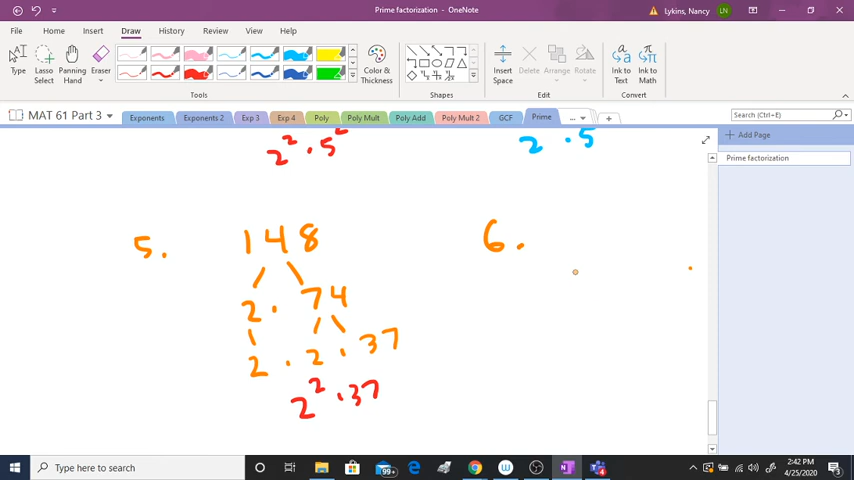 Prime factorization - OneNote
Lykins, Nancy LN
File Home Insert Draw History Review View Help
Type
Lasso Select
Panning Hand
Eraser
Color & Thickness
Insert Space
Delete
Arrange
Rotate
Ink to Text
Ink to Math
Tools Shapes Edit Convert
MAT 61 Part 3 Exponents Exponents 2 Exp 3 Exp 4 Poly Poly Mult Poly Add Poly Mult 2 GCF Prime ... + Search (Ctrl+E)
+ Add Page
Prime factorization
2² · 5² 2 · 5
5. 148 6.
2 · 74
2 · 2 · 37
2² · 37
Type here to search
99+
2:42 PM
4/25/2020
3